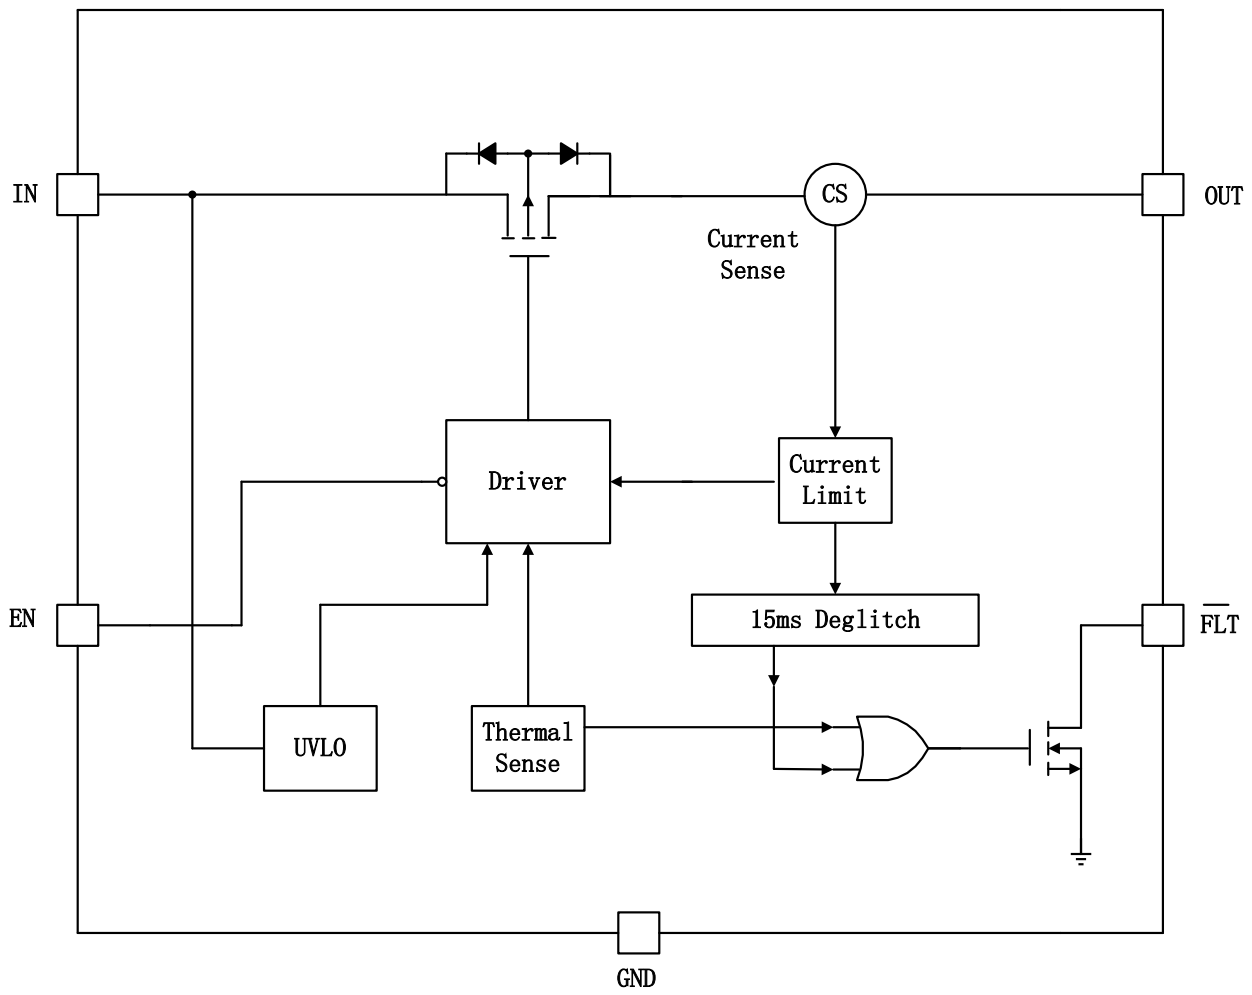 IN
CS
OUT
Current
Sense
Driver
Current
Limit
EN
15ms Deglitch
FLT
UVLO
Thermal
Sense
GND